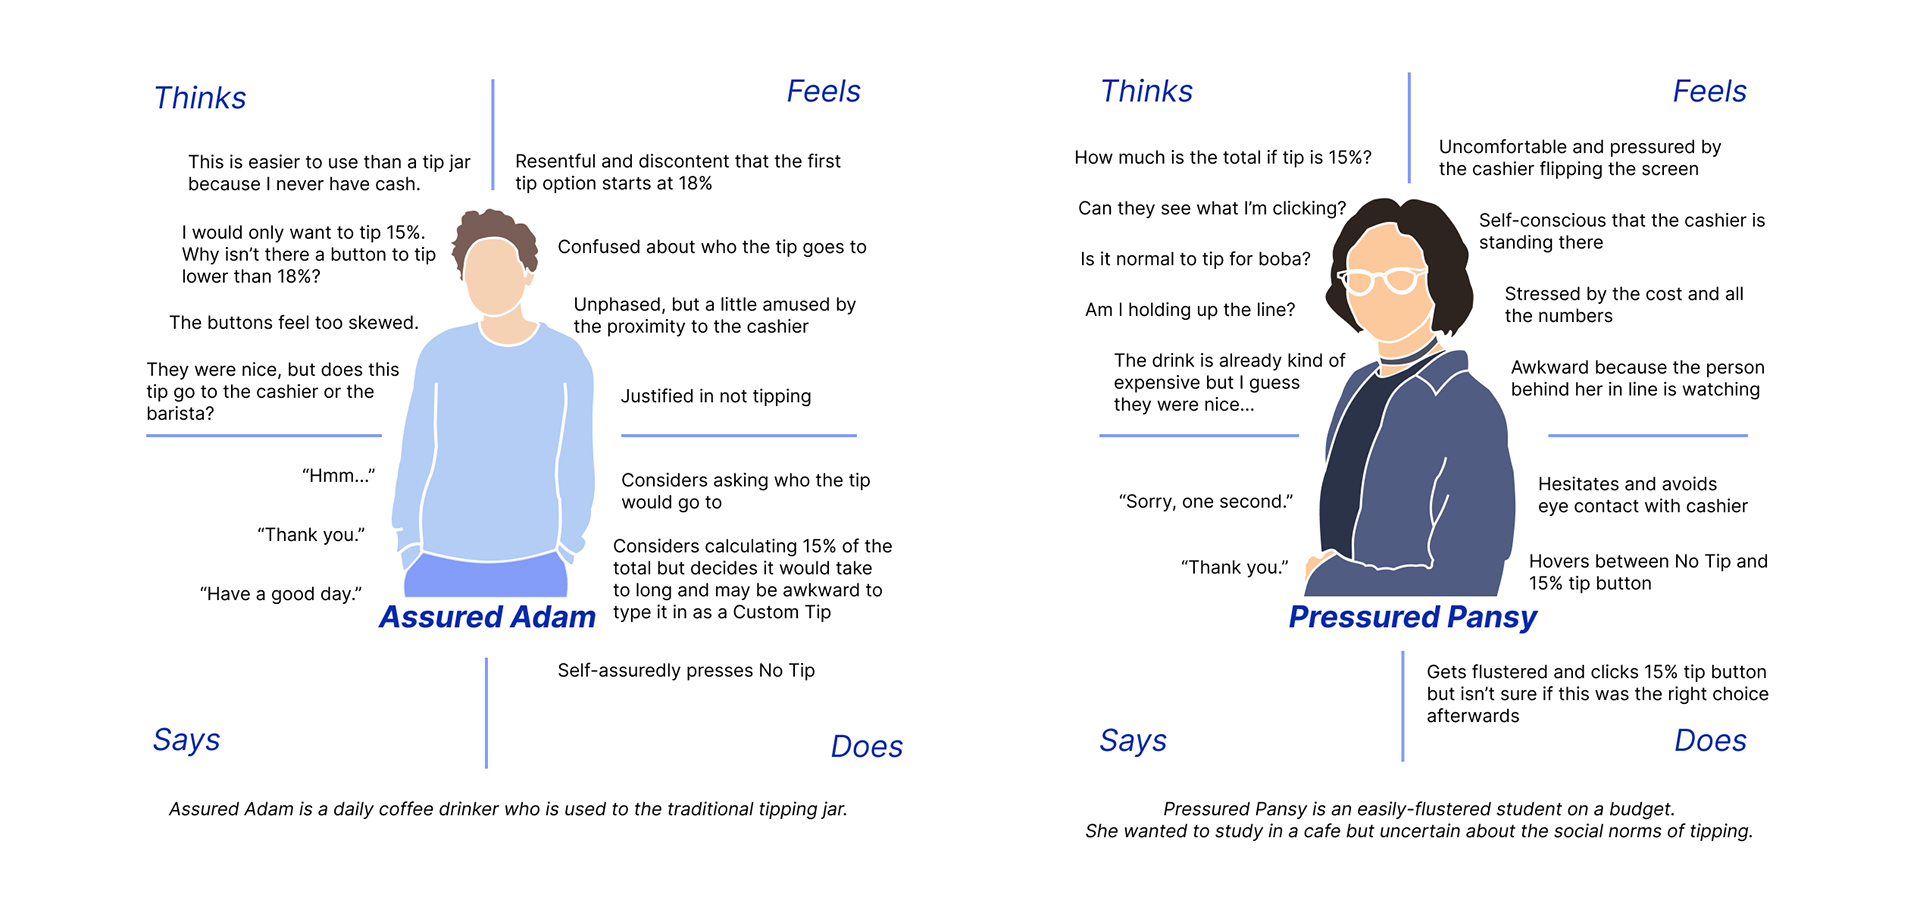 Thinks
Feels
This is easier to use than a tip jar
because I never have cash.
I would only want to tip 15%.
Why isn't there a button to tip
lower than 18%?
The buttons feel too skewed.
They were nice, but does this
tip go to the cashier or the
barista?
Resentful and discontent that the first
tip option starts at 18%
Confused about who the tip goes to
Unphased, but a little amused by
the proximity to the cashier
Justified in not tipping
“Hmm...”
“Thank you.”
“Have a good day.”
Considers asking who the tip
would go to
Considers calculating 15% of the
total but decides it would take
to long and may be awkward to
type it in as a Custom Tip
Self-assuredly presses No Tip
Assured Adam
Says
Does
Assured Adam is a daily coffee drinker who is used to the traditional tipping jar.
Thinks
Feels
How much is the total if tip is 15%?
Can they see what I’m clicking?
Is it normal to tip for boba?
Am I holding up the line?
The drink is already kind of
expensive but I guess
they were nice...
Uncomfortable and pressured by
the cashier flipping the screen
Self-conscious that the cashier is
standing there
Stressed by the cost and all
the numbers
Awkward because the person
behind her in line is watching
“Sorry, one second.”
“Thank you.”
Hesitates and avoids
eye contact with cashier
Hovers between No Tip and
15% tip button
Gets flustered and clicks 15% tip button
but isn’t sure if this was the right choice
afterwards
Pressured Pansy
Says
Does
Pressured Pansy is an easily-flustered student on a budget.
She wanted to study in a cafe but uncertain about the social norms of tipping.